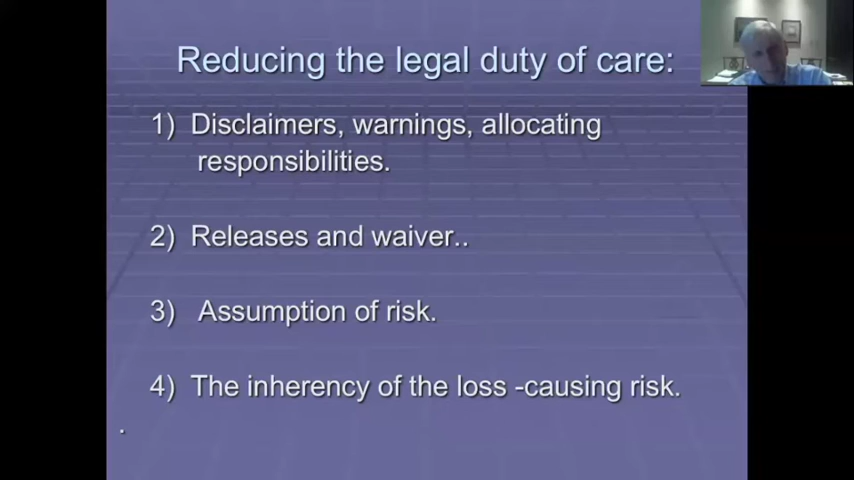 Reducing the legal duty of care:
1) Disclaimers, warnings, allocating
responsibilities.
2) Releases and waiver..
3) Assumption of risk.
4) The inherency of the loss -causing risk.
.